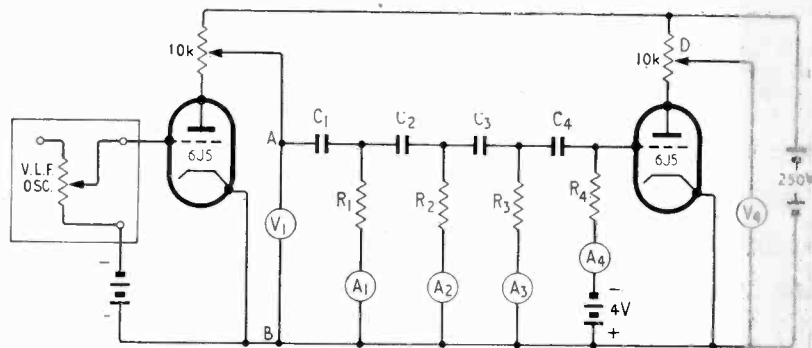 10k
D
10k
C1
C2
C3
C4
A
6J5
6J5
V.L.F.
OSC.
R1
R2
R3
R4
V1
V4
250
A1
A2
A3
A4
-
-
-
4V
+
B